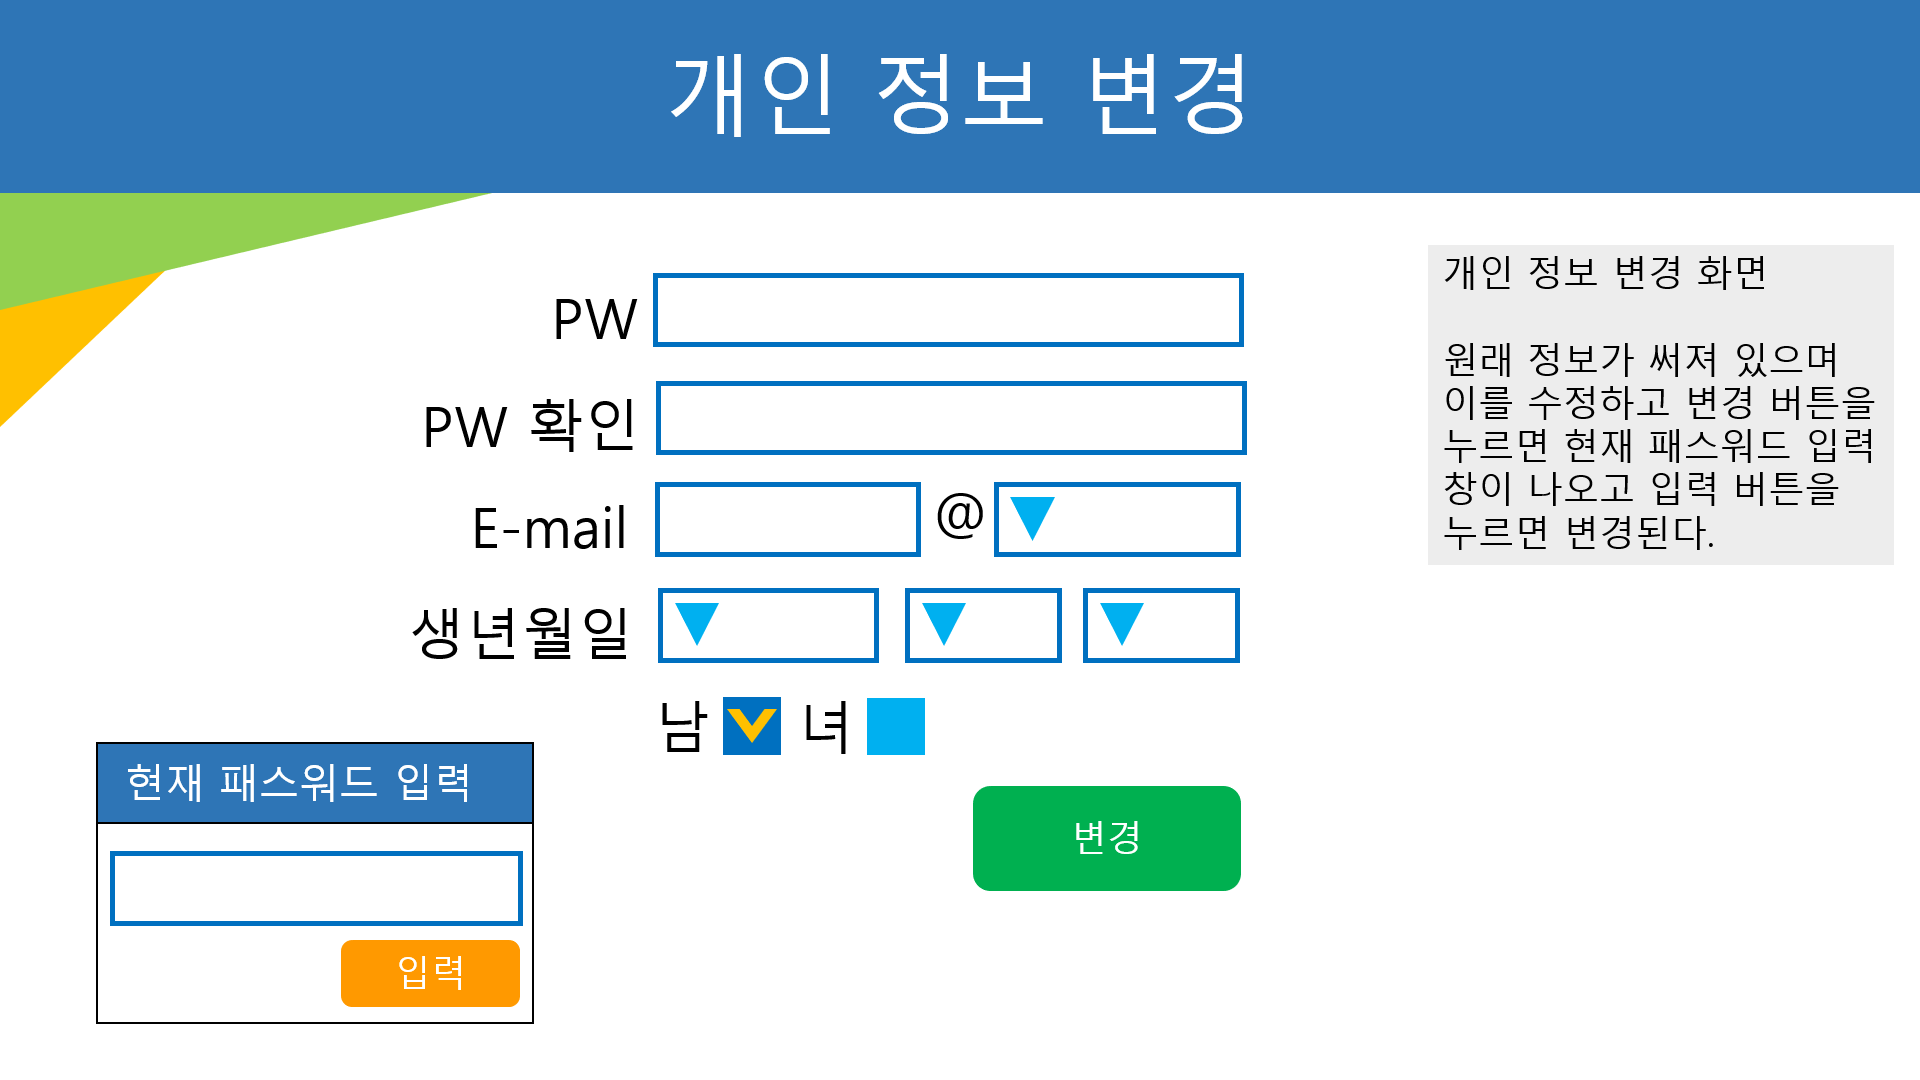 개인 정보 변경
PW
PW 확인
E-mail @
생년월일
남 녀
변경
현재 패스워드 입력
입력
개인 정보 변경 화면
원래 정보가 써져 있으며
이를 수정하고 변경 버튼을
누르면 현재 패스워드 입력
창이 나오고 입력 버튼을
누르면 변경된다.